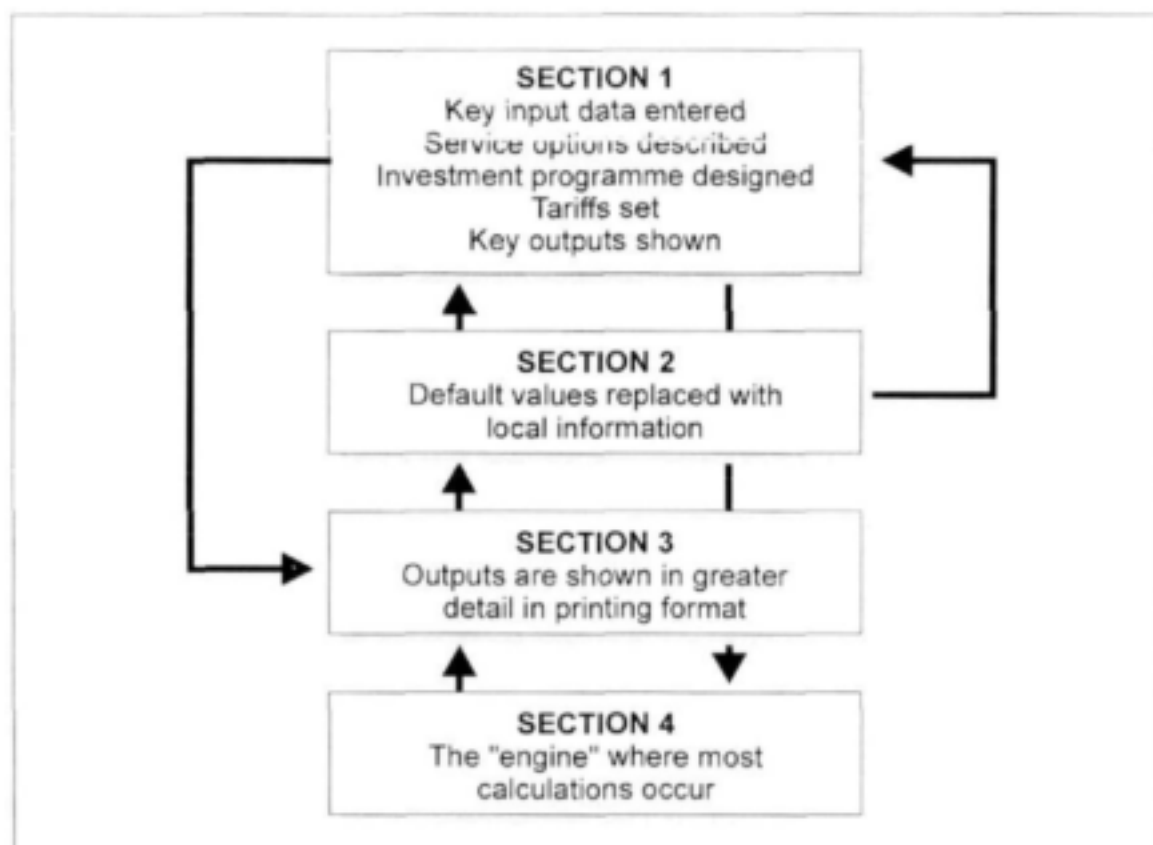 SECTION 1
Key input data entered
Service options described
Investment programme designed
Tariffs set
Key outputs shown
SECTION 2
Default values replaced with
local information
SECTION 3
Outputs are shown in greater
detail in printing format
SECTION 4
The "engine" where most
calculations occur